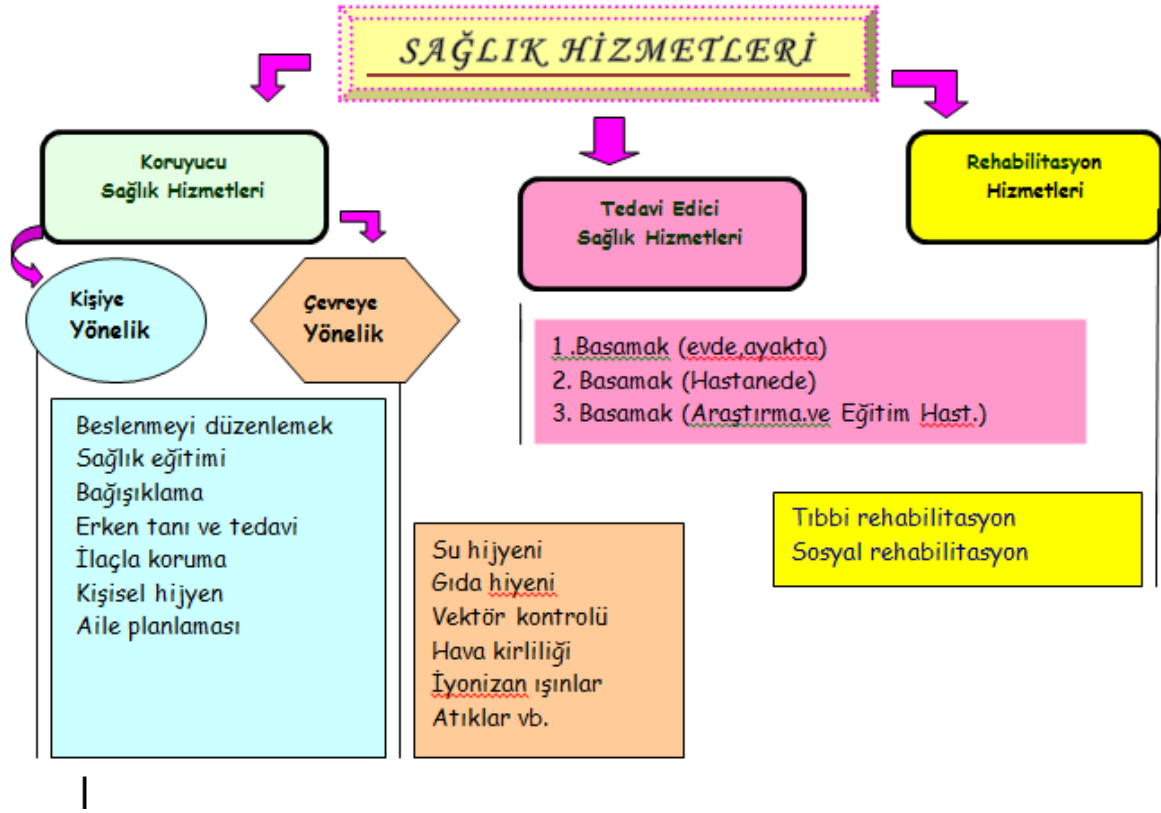 SAĞLIK HİZMETLERİ
Koruyucu
Sağlık Hizmetleri
Kişiye
Yönelik
Çevreye
Yönelik
Beslenmeyi düzenlemek
Sağlık eğitimi
Bağışıklama
Erken tanı ve tedavi
İlaçla koruma
Kişisel hijyen
Aile planlaması
Su hijyeni
Gıda hiyeni
Vektör kontrolü
Hava kirliliği
İyonizan ışınlar
Atıklar vb.
Tedavi Edici
Sağlık Hizmetleri
1 .Basamak (evde,ayakta)
2. Basamak (Hastanede)
3. Basamak (Araştırma.ve Eğitim Hast.)
Rehabilitasyon
Hizmetleri
Tıbbi rehabilitasyon
Sosyal rehabilitasyon